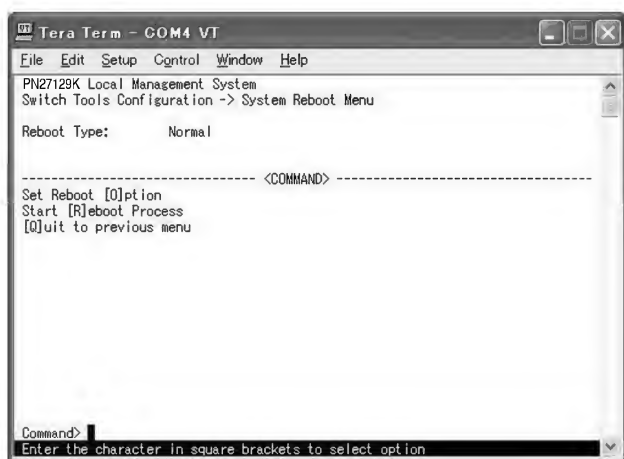 Tera Term - COM4 VT
File Edit Setup Control Window Help
PN27129K Local Management System
Switch Tools Configuration -> System Reboot Menu
Reboot Type: Normal
------------------------------ <COMMAND> ---------------------------------
Set Reboot [O]ption
Start [R]eboot Process
[Q]uit to previous menu
Command>
Enter the character in square brackets to select option